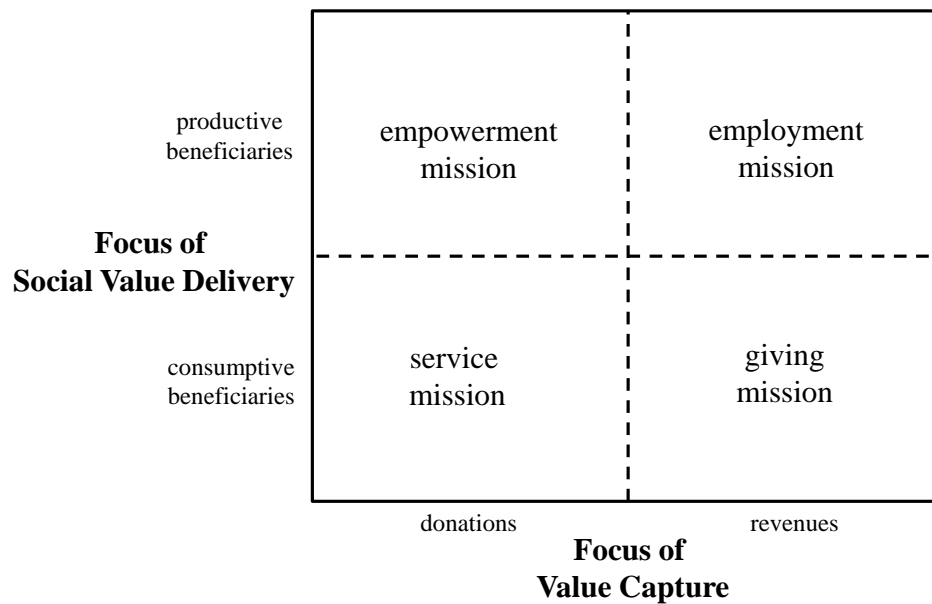 productive
beneficiaries
empowerment
mission
employment
mission
Focus of
Social Value Delivery
consumptive
beneficiaries
service
mission
giving
mission
donations
revenues
Focus of
Value Capture